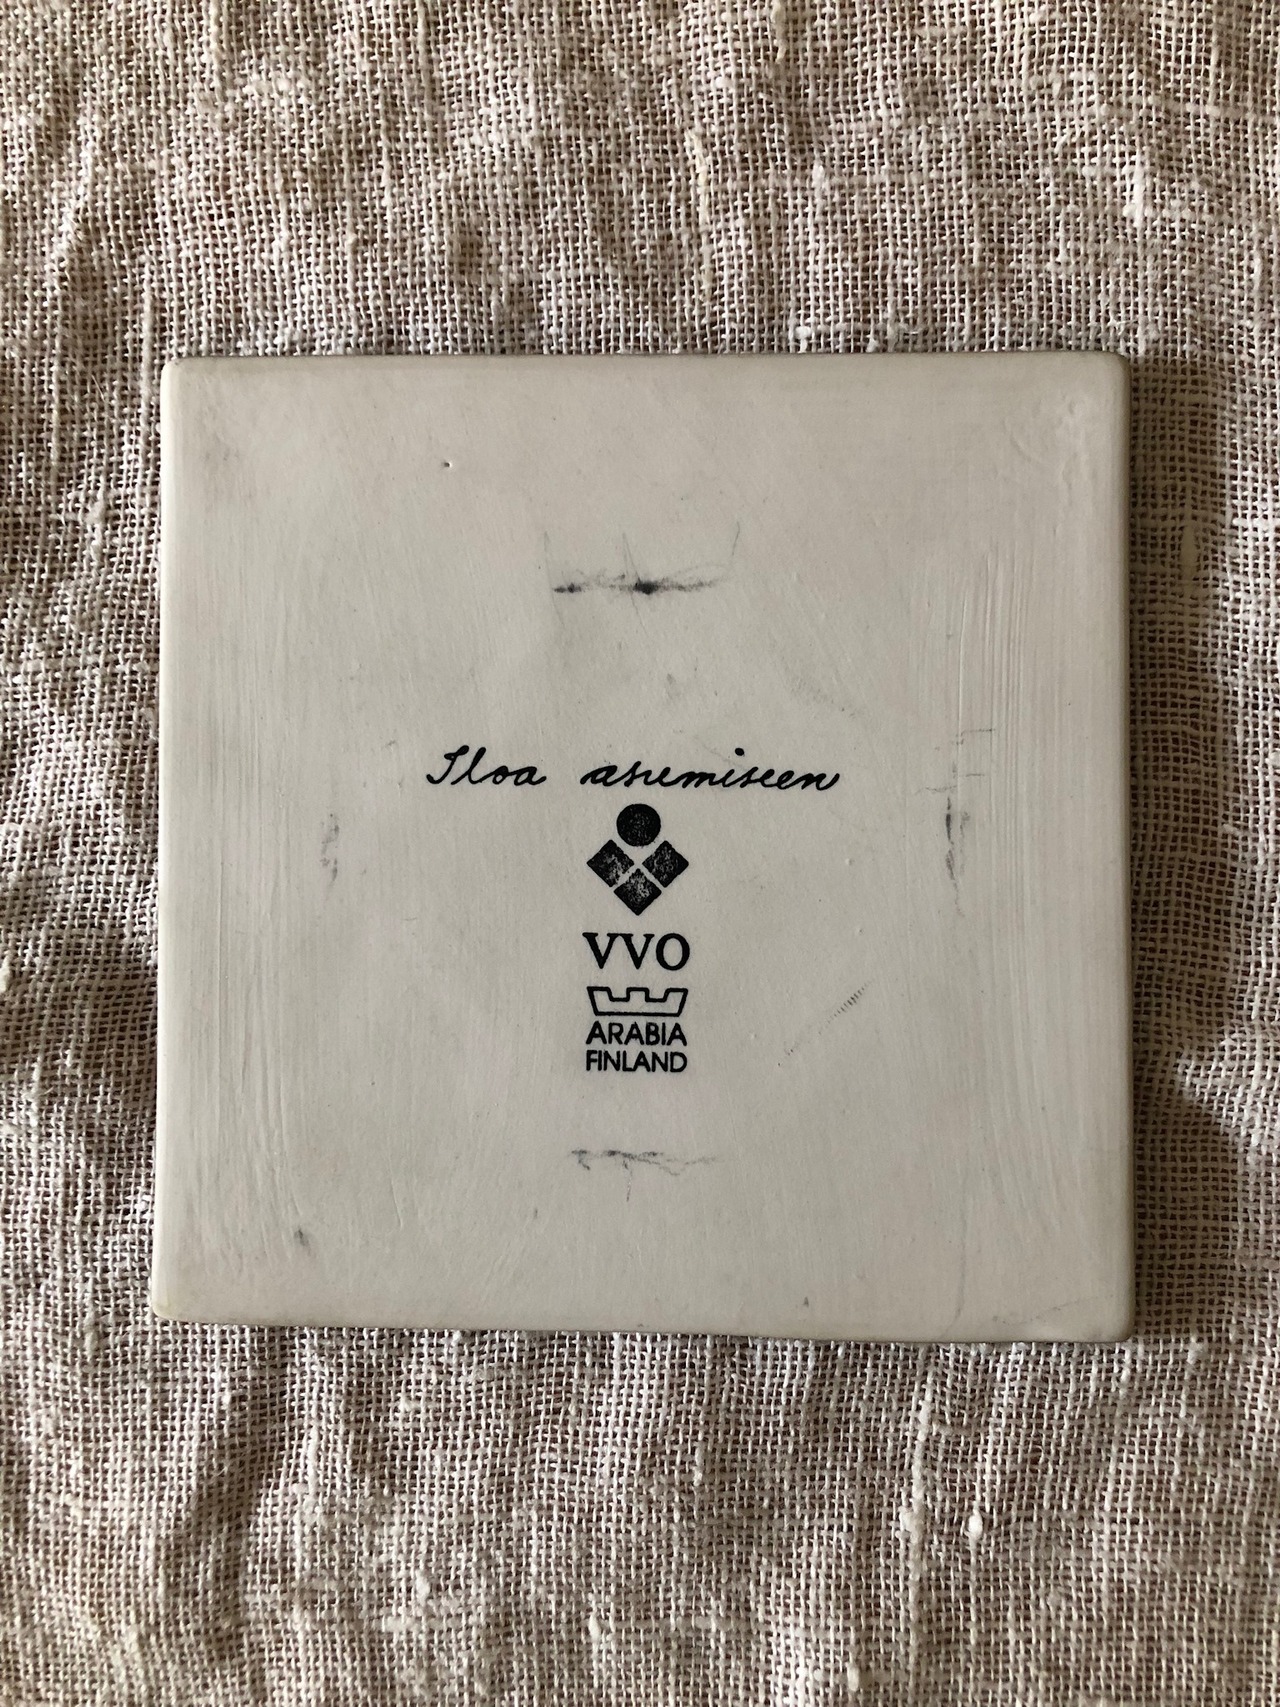 Iloa asumiseen
VVO
ARABIA
FINLAND